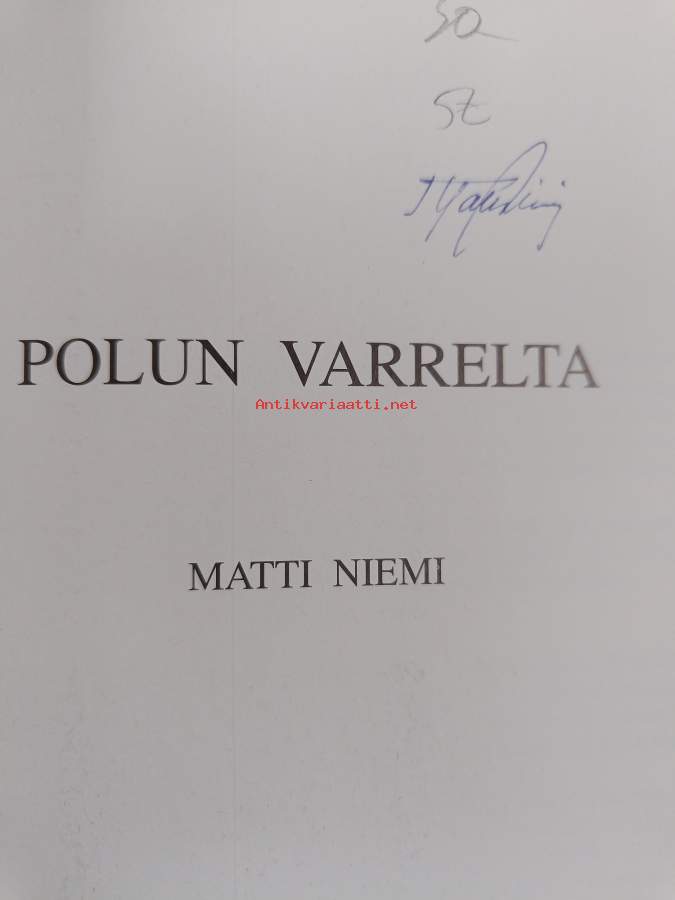 POLUN VARRELTA
Antikvariaatti.net
MATTI NIEMI